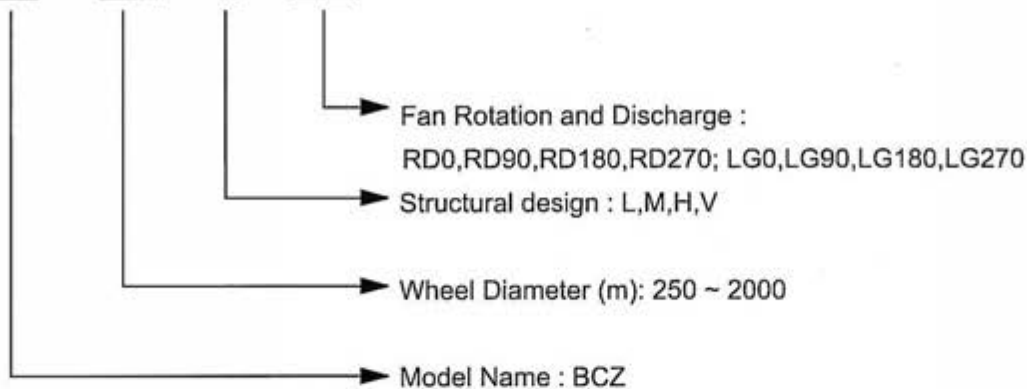 Fan Rotation and Discharge :
RD0,RD90,RD180,RD270; LG0,LG90,LG180,LG270
Structural design : L,M,H,V
Wheel Diameter (m): 250 ~ 2000
Model Name : BCZ